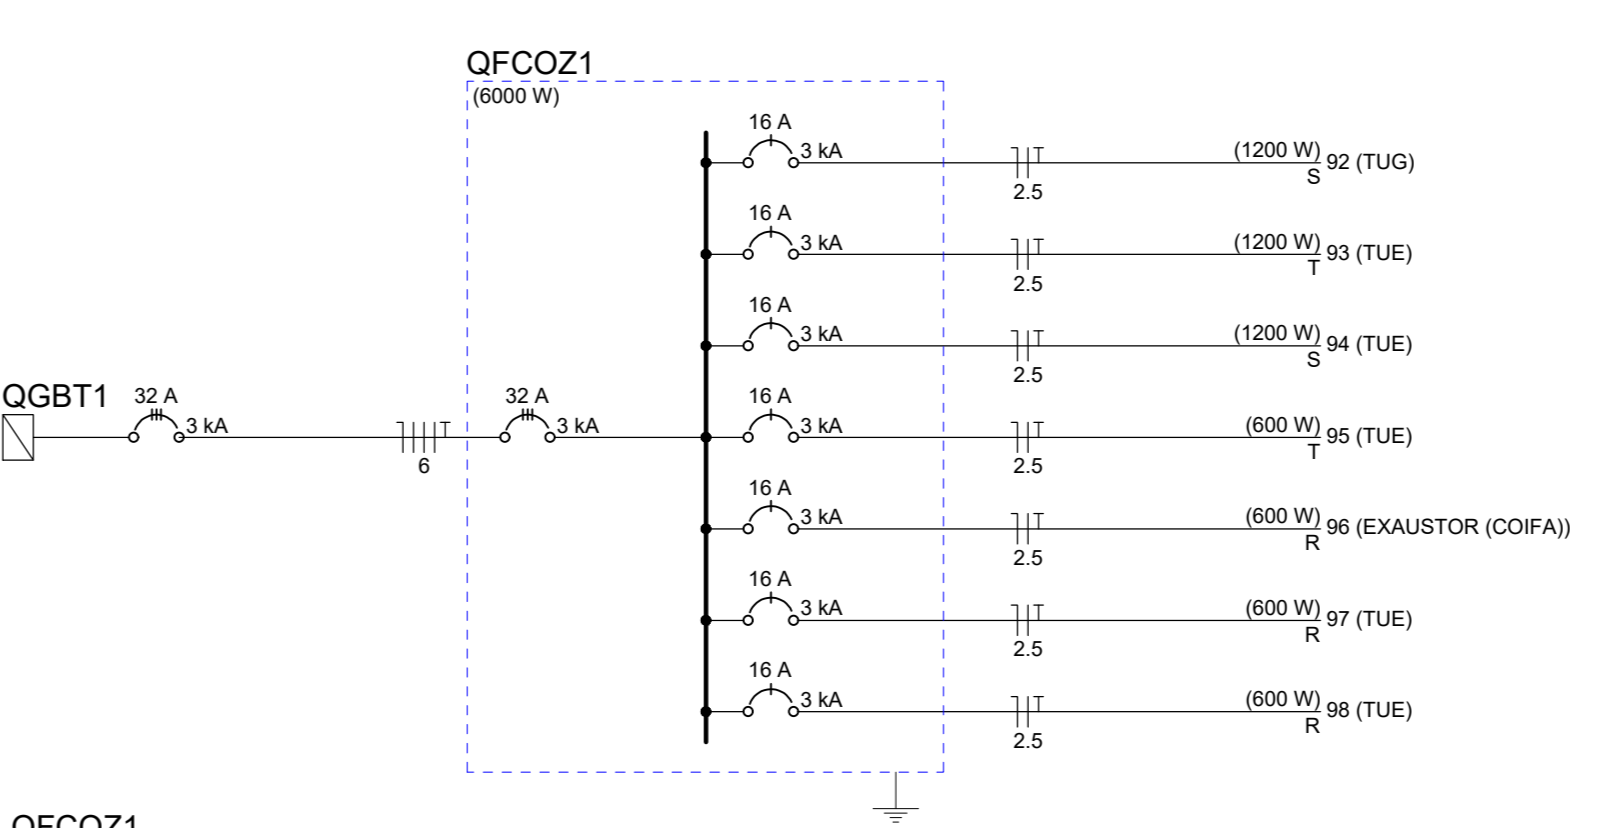 QFCOZ1
(6000 W)
16 A
3 kA
2.5
(1200 W)
S
92 (TUG)
16 A
3 kA
2.5
(1200 W)
T
93 (TUE)
16 A
3 kA
2.5
(1200 W)
S
94 (TUE)
QGBT1
32 A
3 kA
6
32 A
3 kA
16 A
3 kA
2.5
(600 W)
T
95 (TUE)
16 A
3 kA
2.5
(600 W)
R
96 (EXAUSTOR (COIFA))
16 A
3 kA
2.5
(600 W)
R
97 (TUE)
16 A
3 kA
2.5
(600 W)
R
98 (TUE)
QFCOZ1